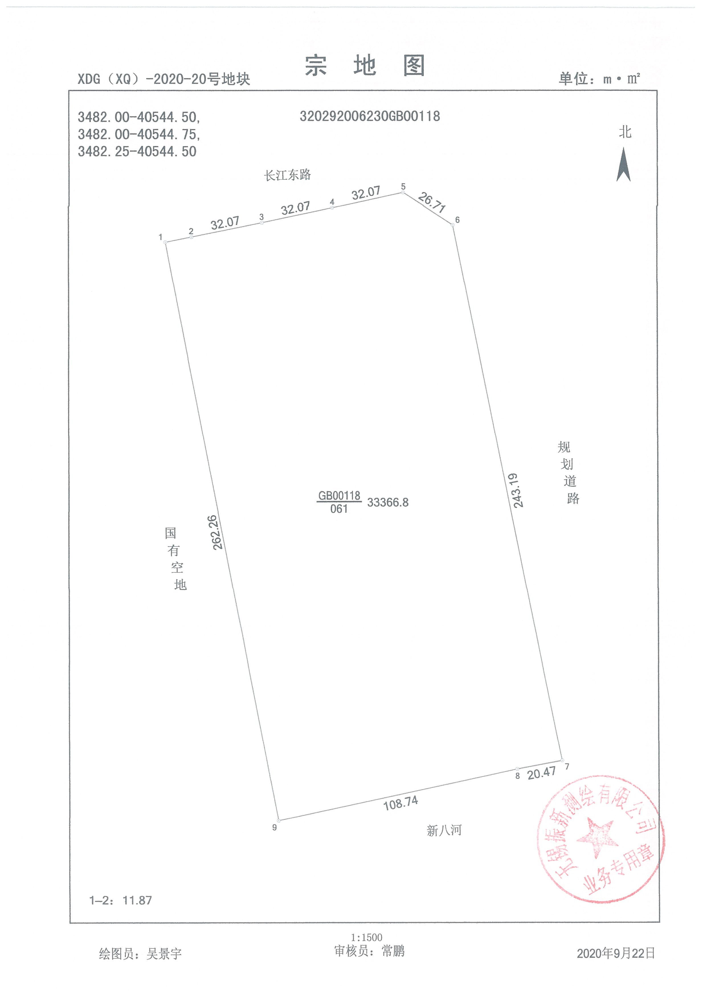 宗地图
XDG（XQ）-2020-20号地块
单位：m·㎡
3482.00-40544.50,
3482.00-40544.75,
3482.25-40544.50
320292006230GB00118
北
长江东路
1
2
32.07
3
32.07
4
32.07
5
26.71
6
规划道路
243.19
GB00118
061
33366.8
262.26
国有空地
7
20.47
8
108.74
9
新八河
无锡振新测绘有限公司
业务专用章
1—2：11.87
1:1500
绘图员：吴景宇
审核员：常鹏
2020年9月22日